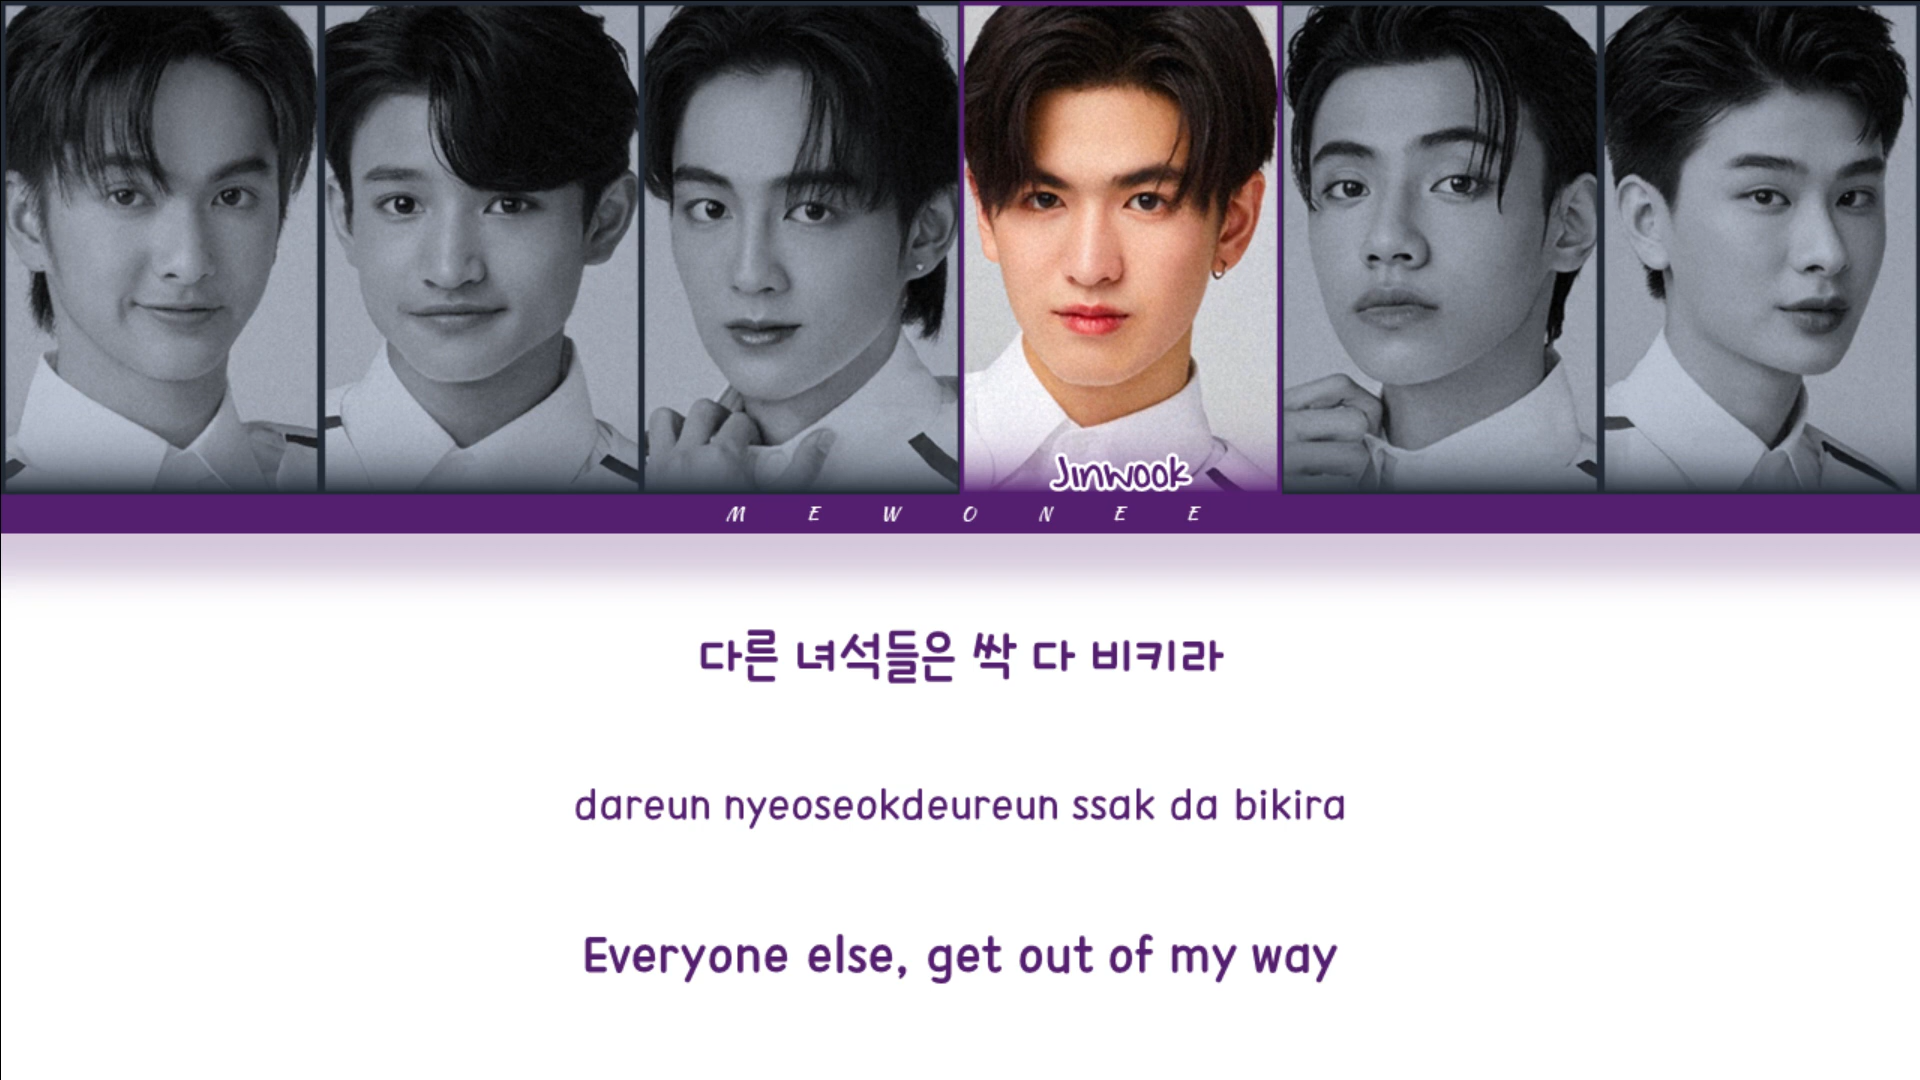 Jinwook
MEWONEE
다른 녀석들은 싹 다 비키라
dareun nyeoseokdeureun ssak da bikira
Everyone else, get out of my way